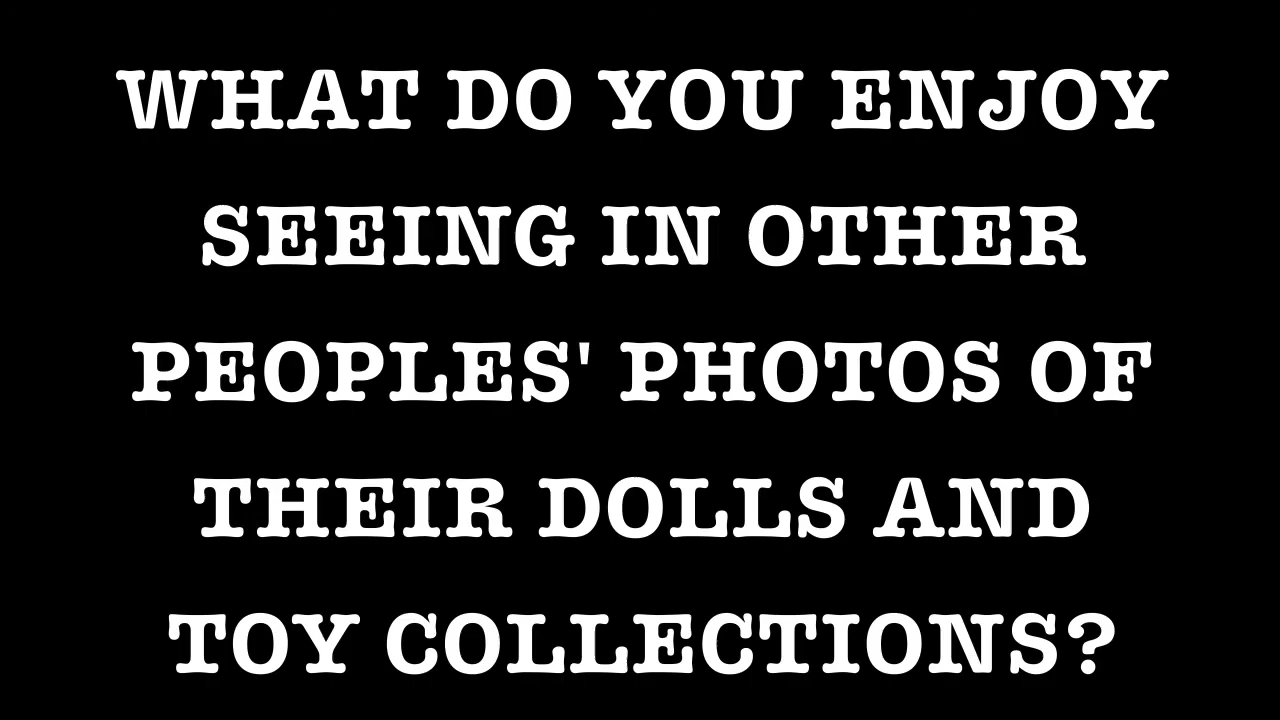 WHAT DO YOU ENJOY
SEEING IN OTHER
PEOPLES' PHOTOS OF
THEIR DOLLS AND
TOY COLLECTIONS?